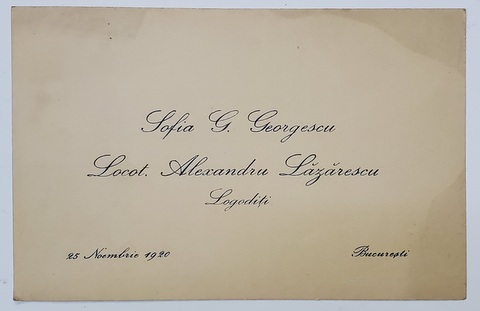 Sofia G. Georgescu
Locot. Alexandru Lăzărescu
Logodiți
25 Noembrie 1920
București